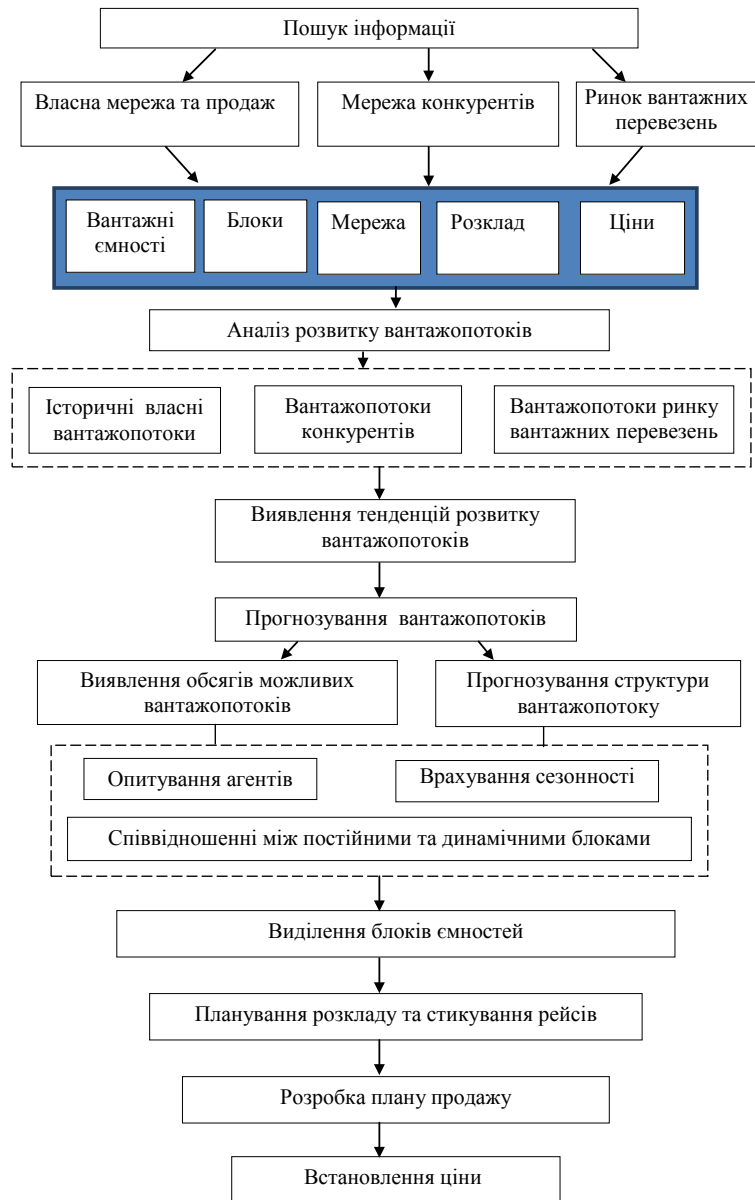 Пошук інформації
Власна мережа та продаж
Мережа конкурентів
Ринок вантажних
перевезень
Вантажні
ємності
Блоки
Мережа
Розклад
Ціни
Аналіз розвитку вантажопотоків
Історичні власні
вантажопотоки
Вантажопотоки
конкурентів
Вантажопотоки ринку
вантажних перевезень
Виявлення тенденцій розвитку
вантажопотоків
Прогнозування вантажопотоків
Виявлення обсягів можливих
вантажопотоків
Прогнозування структури
вантажопотоку
Опитування агентів
Врахування сезонності
Співвідношенні між постійними та динамічними блоками
Виділення блоків ємностей
Планування розкладу та стикування рейсів
Розробка плану продажу
Встановлення ціни